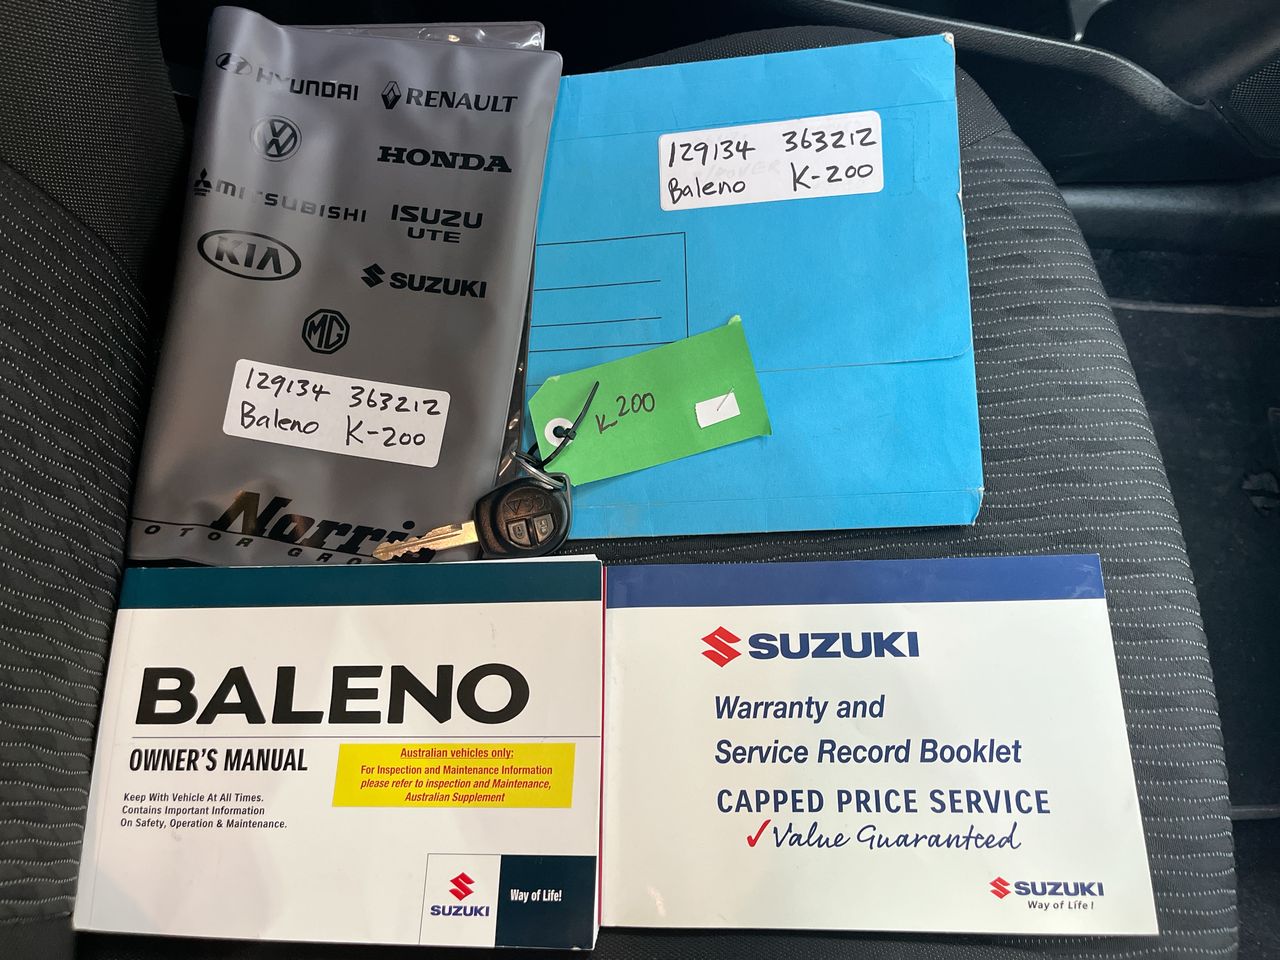 HYUNDAI
RENAULT
HONDA
MITSUBISHI
ISUZU
UTE
KIA
SUZUKI
MG
129134 363212
Baleno K-200
Norri
OTOR GRO
129134 363212
Baleno K-200
K200
BALENO
OWNER'S MANUAL
Australian vehicles only:
For Inspection and Maintenance Information
please refer to inspection and Maintenance,
Australian Supplement
Keep With Vehicle At All Times.
Contains Important Information
On Safety, Operation & Maintenance.
SUZUKI
Way of Life!
SUZUKI
Warranty and
Service Record Booklet
CAPPED PRICE SERVICE
Value Guaranteed
SUZUKI
Way of Life!